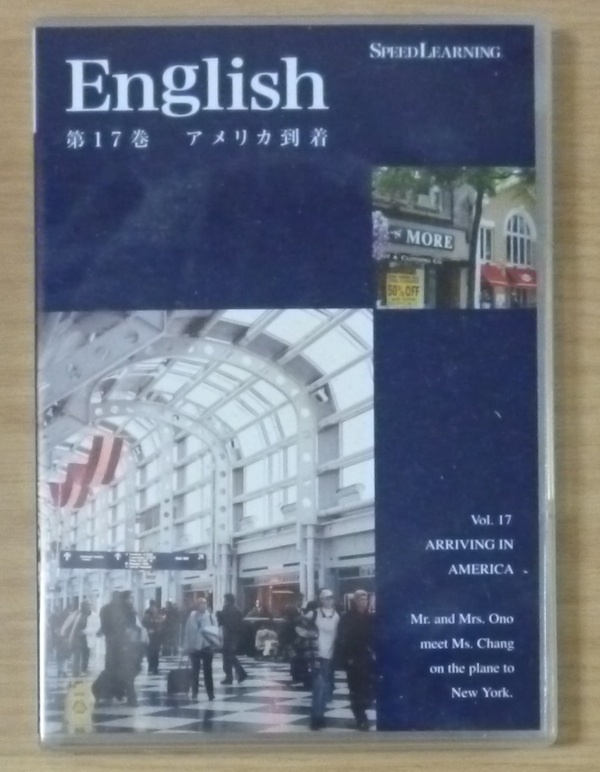 SPEEDLEARNING
English
第17巻 アメリカ到着
MORE
50% OFF
Vol. 17
ARRIVING IN
AMERICA
Mr. and Mrs. Ono
meet Ms. Chang
on the plane to
New York.